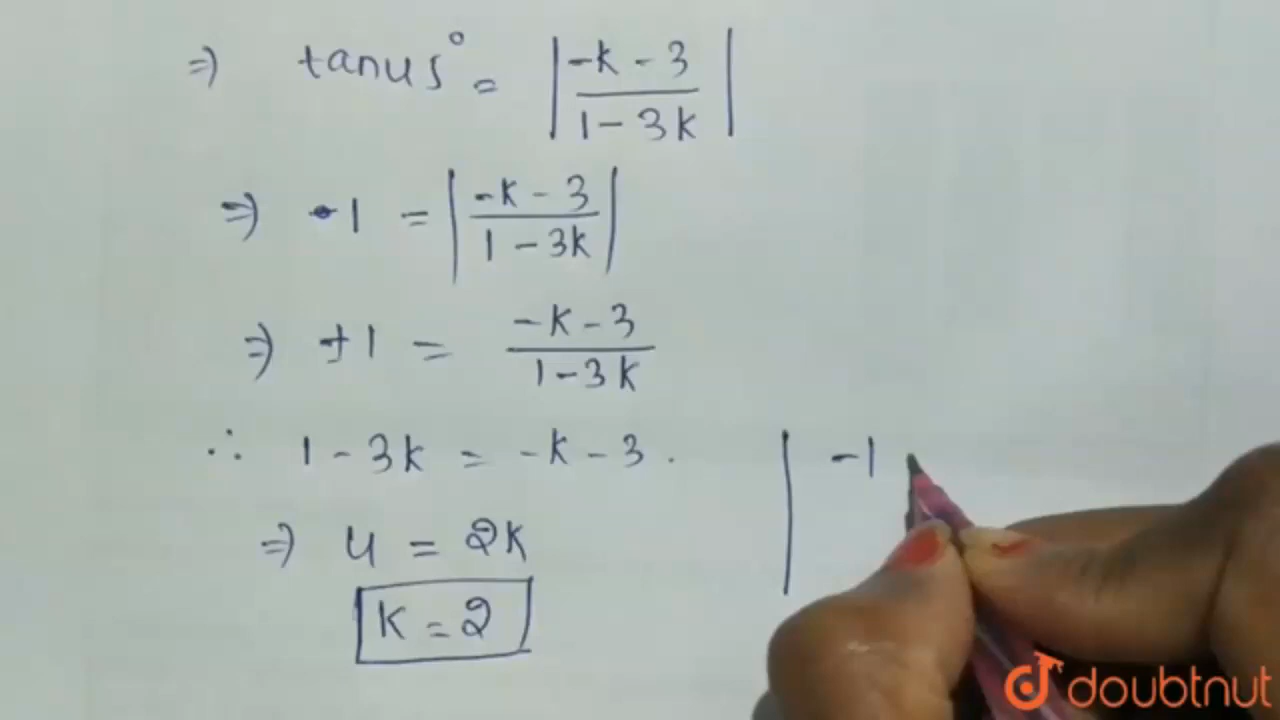 ⇒ tan45° = |(-k - 3)/(1 - 3k)|
⇒ -1 = |(-k - 3)/(1 - 3k)|
⇒ +1 = (-k - 3)/(1 - 3k)
∴ 1 - 3k = -k - 3.
⇒ 4 = 2k
k = 2
| -1
doubtnut